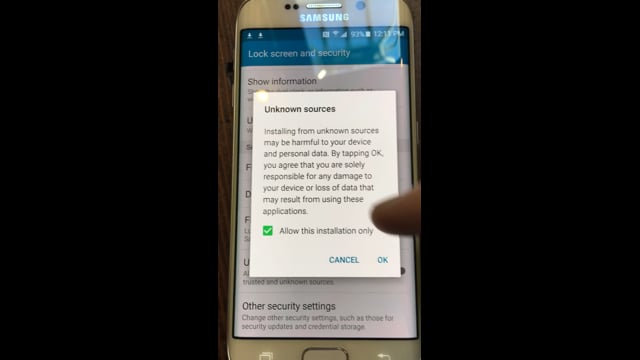 SAMSUNG
93% 12:11 PM
Lock screen and security
Show information
Unknown sources
Installing from unknown sources
may be harmful to your device
and personal data. By tapping OK,
you agree that you are solely
responsible for any damage to
your device or loss of data that
may result from using these
applications.
Allow this installation only
CANCEL OK
trusted and unknown sources.
Other security settings
Change other security settings, such as those for
security updates and credential storage.